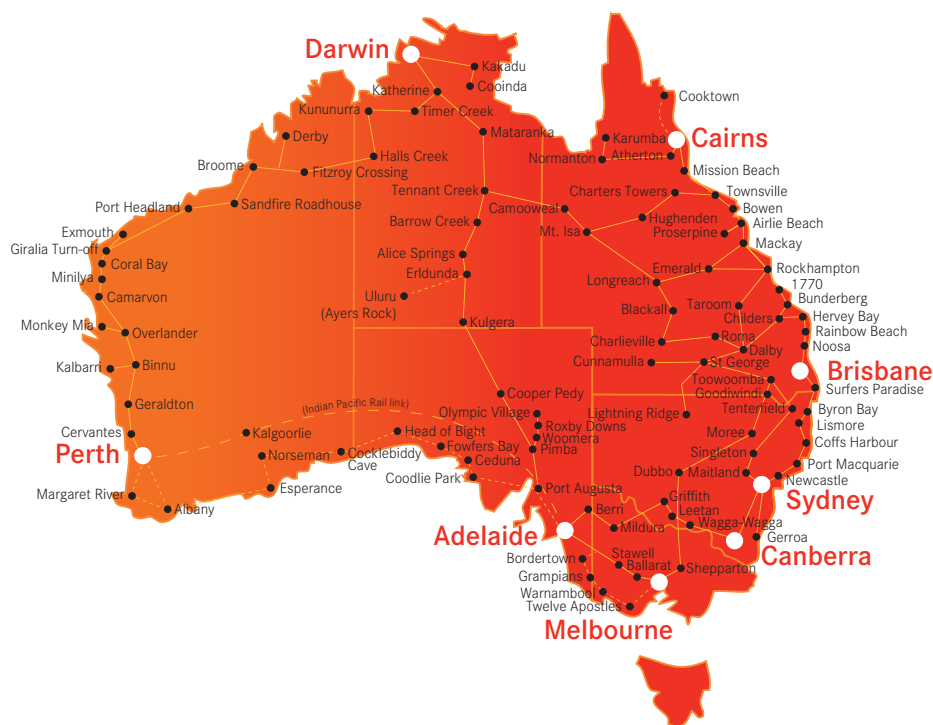 Darwin
Kakadu
Katherine
Cooinda
Cooktown
Kununurra
Timer Creek
Derby
Mataranka
Karumba
Cairns
Broome
Halls Creek
Normanton
Atherton
Fitzroy Crossing
Mission Beach
Tennant Creek
Charters Towers
Townsville
Port Headland
Sandfire Roadhouse
Camooweal
Bowen
Barrow Creek
Hughenden
Airlie Beach
Exmouth
Mt. Isa
Proserpine
Giralia Turn-off
Mackay
Coral Bay
Alice Springs
Emerald
Rockhampton
Minilya
Erldunda
Longreach
1770
Camarvon
Uluru
(Ayers Rock)
Blackall
Taroom
Bunderberg
Monkey Mia
Overlander
Kulgera
Childers
Hervey Bay
Rainbow Beach
Charlieville
Roma
Noosa
Kalbarri
Binnu
Dalby
Cunnamulla
St George
Brisbane
Toowoomba
Surfers Paradise
Cooper Pedy
Goodiwindi
Geraldton
(Indian Pacific Rail link)
Olympic Village
Lightning Ridge
Tenterfield
Byron Bay
Roxby Downs
Lismore
Cervantes
Kalgoorlie
Head of Bight
Woomera
Moree
Coffs Harbour
Perth
Norseman
Cocklebiddy
Cave
Fowfers Bay
Pimba
Singleton
Ceduna
Port Macquarie
Coodlie Park
Dubbo
Maitland
Newcastle
Margaret River
Esperance
Port Augusta
Sydney
Albany
Griffith
Berri
Leetan
Mildura
Wagga-Wagga
Adelaide
Gerroa
Canberra
Bordertown
Stawell
Ballarat
Shepparton
Grampians
Warnambool
Twelve Apostles
Melbourne